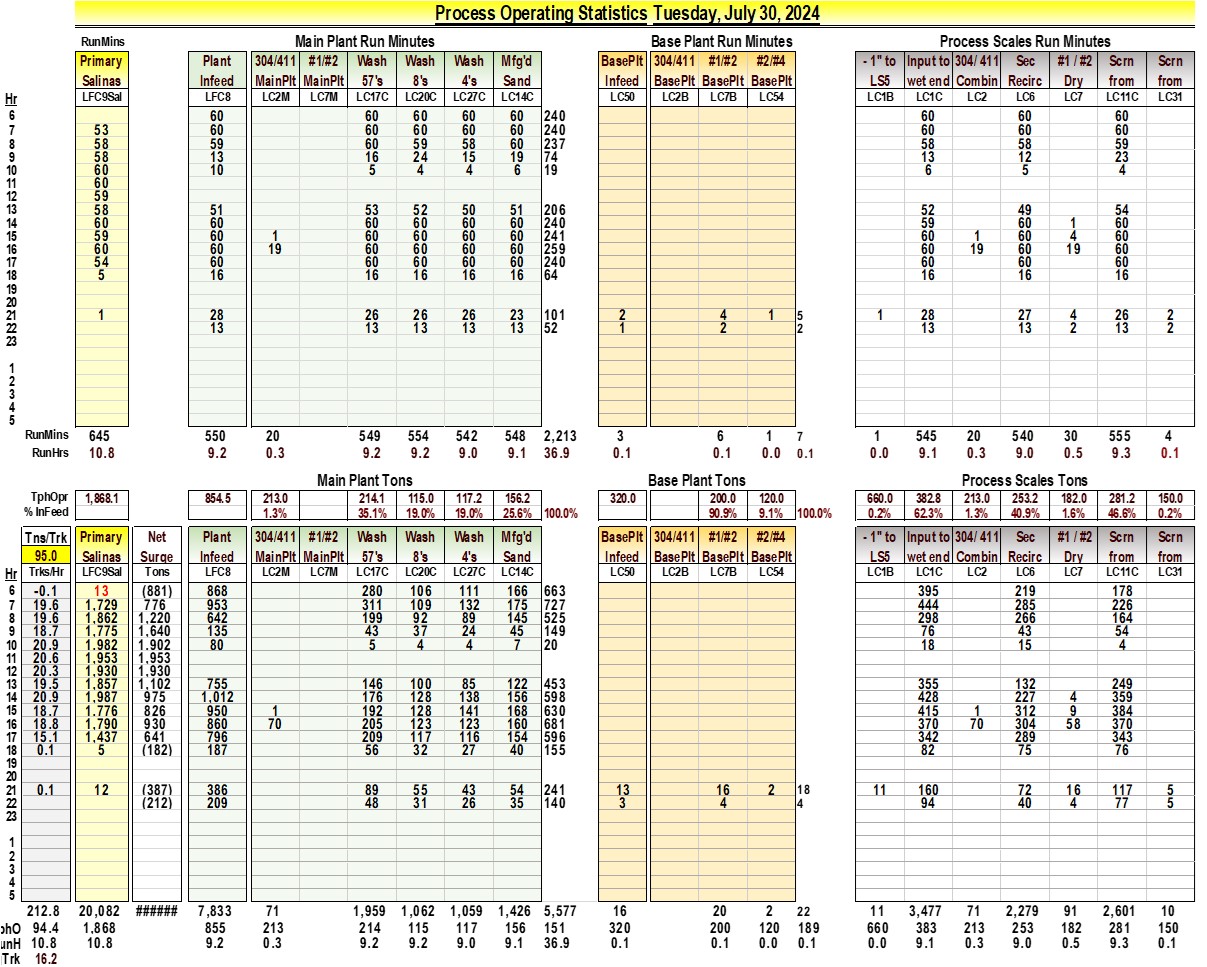 Process Operating Statistics Tuesday, July 30, 2024
RunMins Main Plant Run Minutes Base Plant Run Minutes Process Scales Run Minutes
Primary Plant 304/411 #1/#2 Wash Wash Wash Mfg'd BasePlt 304/411 #1/#2 #2/#4 - 1" to Input to 304/ 411 Sec #1 / #2 Scrn Scrn
Salinas Infeed MainPlt MainPlt 57's 8's 4's Sand Infeed BasePlt BasePlt BasePlt LS5 wet end Combin Recirc Dry from from
Hr LFC9Sal LFC8 LC2M LC7M LC17C LC20C LC27C LC14C LC50 LC2B LC7B LC54 LC1B LC1C LC2 LC6 LC7 LC11C LC31
6 60 60 60 60 60 240 60 60 60
7 53 60 60 60 60 60 240 60 60 60
8 58 59 60 59 58 60 237 58 58 59
9 58 13 16 24 15 19 74 13 12 23
10 60 10 5 4 4 6 19 6 5 4
11 60
12 59
13 58 51 53 52 50 51 206 52 49 54
14 60 60 60 60 60 60 240 59 60 1 60
15 59 60 1 60 60 60 60 241 60 1 60 4 60
16 60 60 19 60 60 60 60 259 60 19 60 19 60
17 54 60 60 60 60 60 240 60 60 60
18 5 16 16 16 16 16 64 16 16 16
19
20
21 1 28 26 26 26 23 101 2 4 1 5 1 28 27 4 26 2
22 13 13 13 13 13 52 1 2 2 13 13 2 13 2
23
1
2
3
4
5
RunMins 645 550 20 549 554 542 548 2,213 3 6 1 7 1 545 20 540 30 555 4
RunHrs 10.8 9.2 0.3 9.2 9.2 9.0 9.1 36.9 0.1 0.1 0.0 0.1 0.0 9.1 0.3 9.0 0.5 9.3 0.1
Main Plant Tons Base Plant Tons Process Scales Tons
TphOpr 1,868.1 854.5 213.0 214.1 115.0 117.2 156.2 320.0 200.0 120.0 660.0 382.8 213.0 253.2 182.0 281.2 150.0
% InFeed 1.3% 35.1% 19.0% 19.0% 25.6% 100.0% 90.9% 9.1% 100.0% 0.2% 62.3% 1.3% 40.9% 1.6% 46.6% 0.2%
Tns/Trk Primary Net Plant 304/411 #1/#2 Wash Wash Wash Mfg'd BasePlt 304/411 #1/#2 #2/#4 - 1" to Input to 304/ 411 Sec #1 / #2 Scrn Scrn
95.0 Salinas Surge Infeed MainPlt MainPlt 57's 8's 4's Sand Infeed BasePlt BasePlt BasePlt LS5 wet end Combin Recirc Dry from from
Hr Trks/Hr LFC9Sal Tons LFC8 LC2M LC7M LC17C LC20C LC27C LC14C LC50 LC2B LC7B LC54 LC1B LC1C LC2 LC6 LC7 LC11C LC31
6 -0.1 13 (881) 868 280 106 111 166 663 395 219 178
7 19.6 1,729 776 953 311 109 132 175 727 444 285 226
8 19.6 1,862 1,220 642 199 92 89 145 525 298 266 164
9 18.7 1,775 1,640 135 43 37 24 45 149 76 43 54
10 20.9 1,982 1,902 80 5 4 4 7 20 18 15 4
11 20.6 1,953 1,953
12 20.3 1,930 1,930
13 19.5 1,857 1,102 755 146 100 85 122 453 355 132 249
14 20.9 1,987 975 1,012 176 128 138 156 598 428 227 4 359
15 18.7 1,776 826 950 1 192 128 141 168 630 415 1 312 9 384
16 18.8 1,790 930 860 70 205 123 123 160 681 370 70 304 58 370
17 15.1 1,437 641 796 209 117 116 154 596 342 289 343
18 0.1 5 (182) 187 56 32 27 40 155 82 75 76
19
20
21 0.1 12 (387) 386 89 55 43 54 241 13 16 2 18 11 160 72 16 117 5
22 (212) 209 48 31 26 35 140 3 4 4 94 40 4 77 5
23
1
2
3
4
5
212.8 20,082 ###### 7,833 71 1,959 1,062 1,059 1,426 5,577 16 20 2 22 11 3,477 71 2,279 91 2,601 10
phO 94.4 1,868 855 213 214 115 117 156 151 320 200 120 189 660 383 213 253 182 281 150
unH 10.8 10.8 9.2 0.3 9.2 9.2 9.0 9.1 36.9 0.1 0.1 0.0 0.1 0.0 9.1 0.3 9.0 0.5 9.3 0.1
Trk 16.2